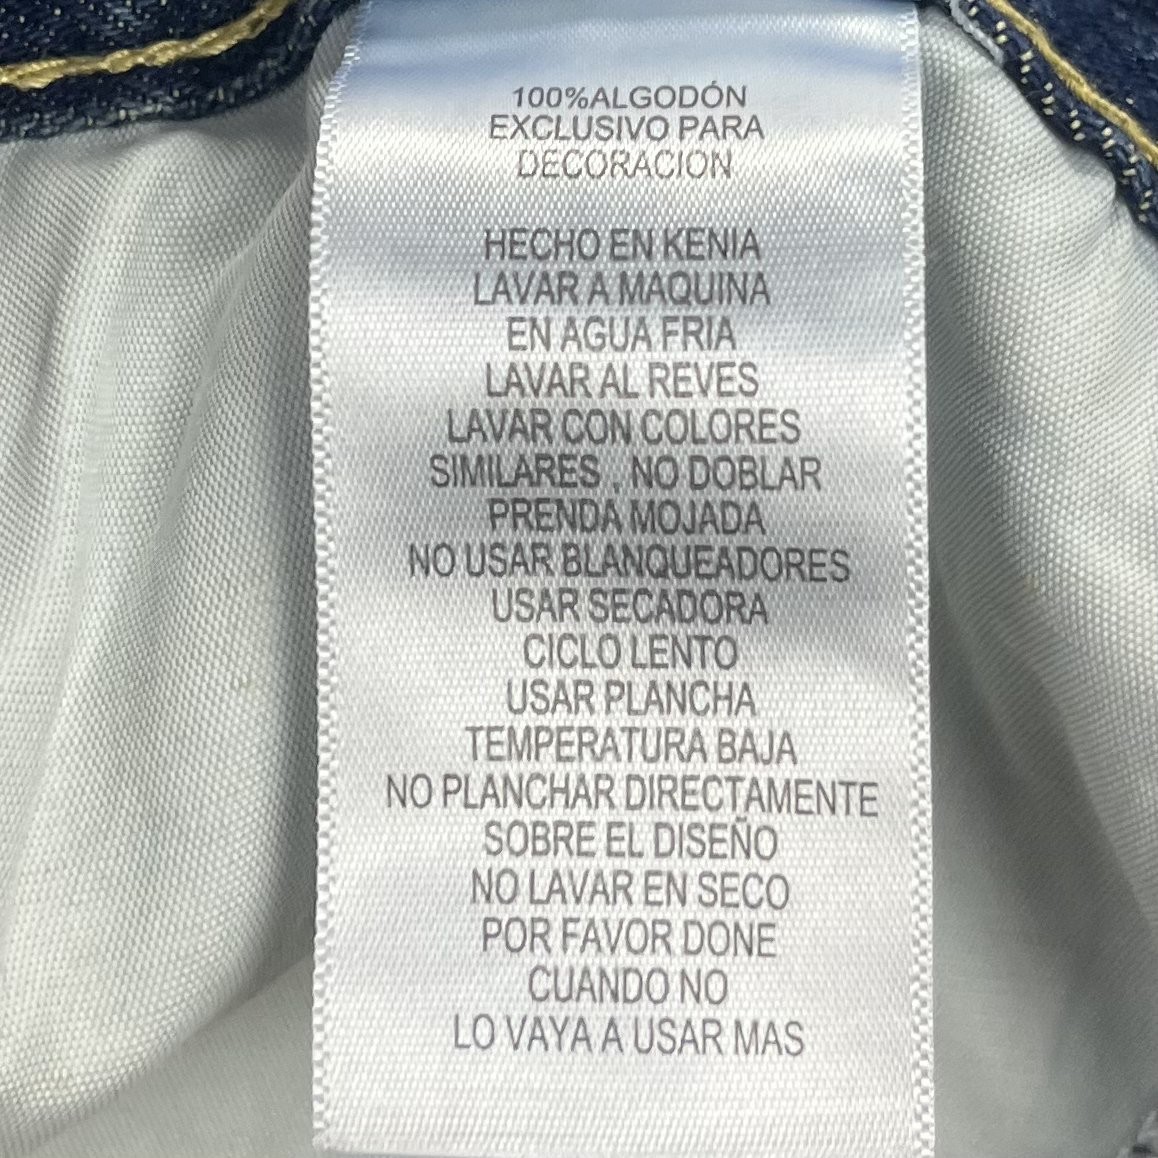 100%ALGODÓN
EXCLUSIVO PARA
DECORACION
HECHO EN KENIA
LAVAR A MAQUINA
EN AGUA FRIA
LAVAR AL REVES
LAVAR CON COLORES
SIMILARES , NO DOBLAR
PRENDA MOJADA
NO USAR BLANQUEADORES
USAR SECADORA
CICLO LENTO
USAR PLANCHA
TEMPERATURA BAJA
NO PLANCHAR DIRECTAMENTE
SOBRE EL DISEÑO
NO LAVAR EN SECO
POR FAVOR DONE
CUANDO NO
LO VAYA A USAR MAS